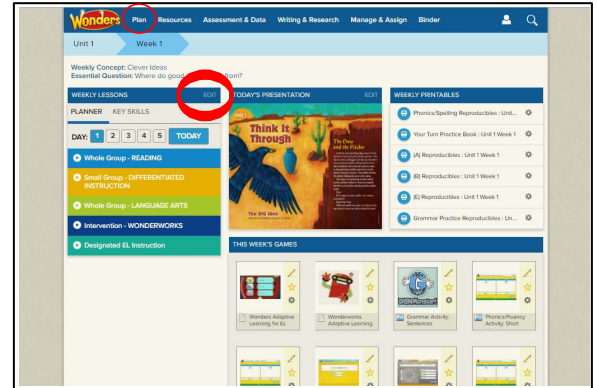 Wonders Plan Resources Assessment & Data Writing & Research Manage & Assign Binder
Unit 1 Week 1
Weekly Concept: Clever Ideas
Essential Question: Where do good from?
WEEKLY LESSONS EDIT
PLANNER KEY SKILLS
DAY: 1 2 3 4 5 TODAY
Whole Group - READING
Small Group - DIFFERENTIATED
INSTRUCTION
Whole Group - LANGUAGE ARTS
Intervention - WONDERWORKS
Designated EL Instruction
TODAY'S PRESENTATION EDIT
Think It
Through
The Crow
and the Pitcher
The BIG Idea
WEEKLY PRINTABLES
Phonics/Spelling Reproducibles : Unit...
Your Turn Practice Book : Unit 1 Week 1
(A) Reproducibles : Unit 1 Week 1
(B) Reproducibles : Unit 1 Week 1
(E) Reproducibles : Unit 1 Week 1
Grammar Practice Reproducibles : Un...
THIS WEEK'S GAMES
Wonders Adaptive
Learning for EL
Wonderworks
Adaptive Learning
Grammar Activity:
Sentences
Phonics/Fluency
Activity: Short